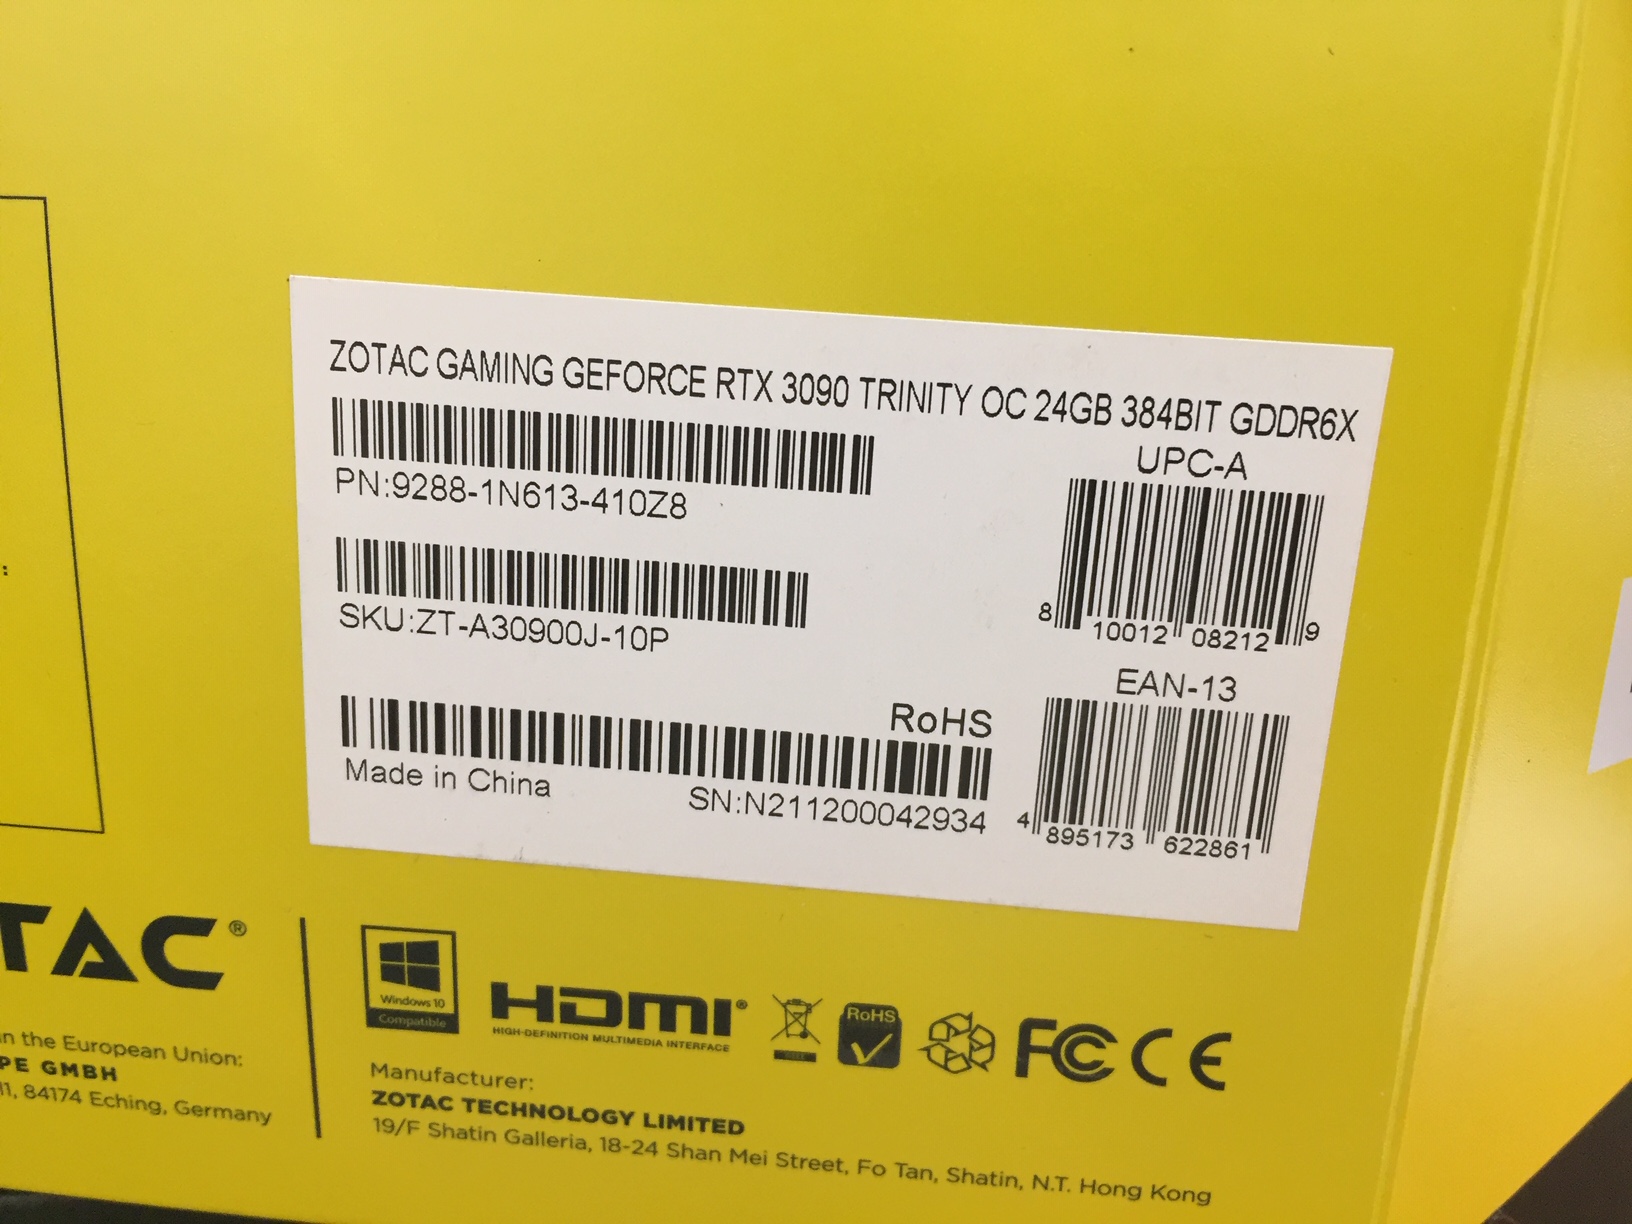 ZOTAC GAMING GEFORCE RTX 3090 TRINITY OC 24GB 384BIT GDDR6X
PN:9288-1N613-410Z8
UPC-A
8 10012 08212 9
SKU:ZT-A30900J-10P
EAN-13
4 895173 622861
RoHS
Made in China
SN:N211200042934
TAC®
Windows 10
Compatible
HDMI®
HIGH-DEFINITION MULTIMEDIA INTERFACE
RoHS
FC CE
n the European Union:
PE GMBH
11, 84174 Eching, Germany
Manufacturer:
ZOTAC TECHNOLOGY LIMITED
19/F Shatin Galleria, 18-24 Shan Mei Street, Fo Tan, Shatin, N.T. Hong Kong